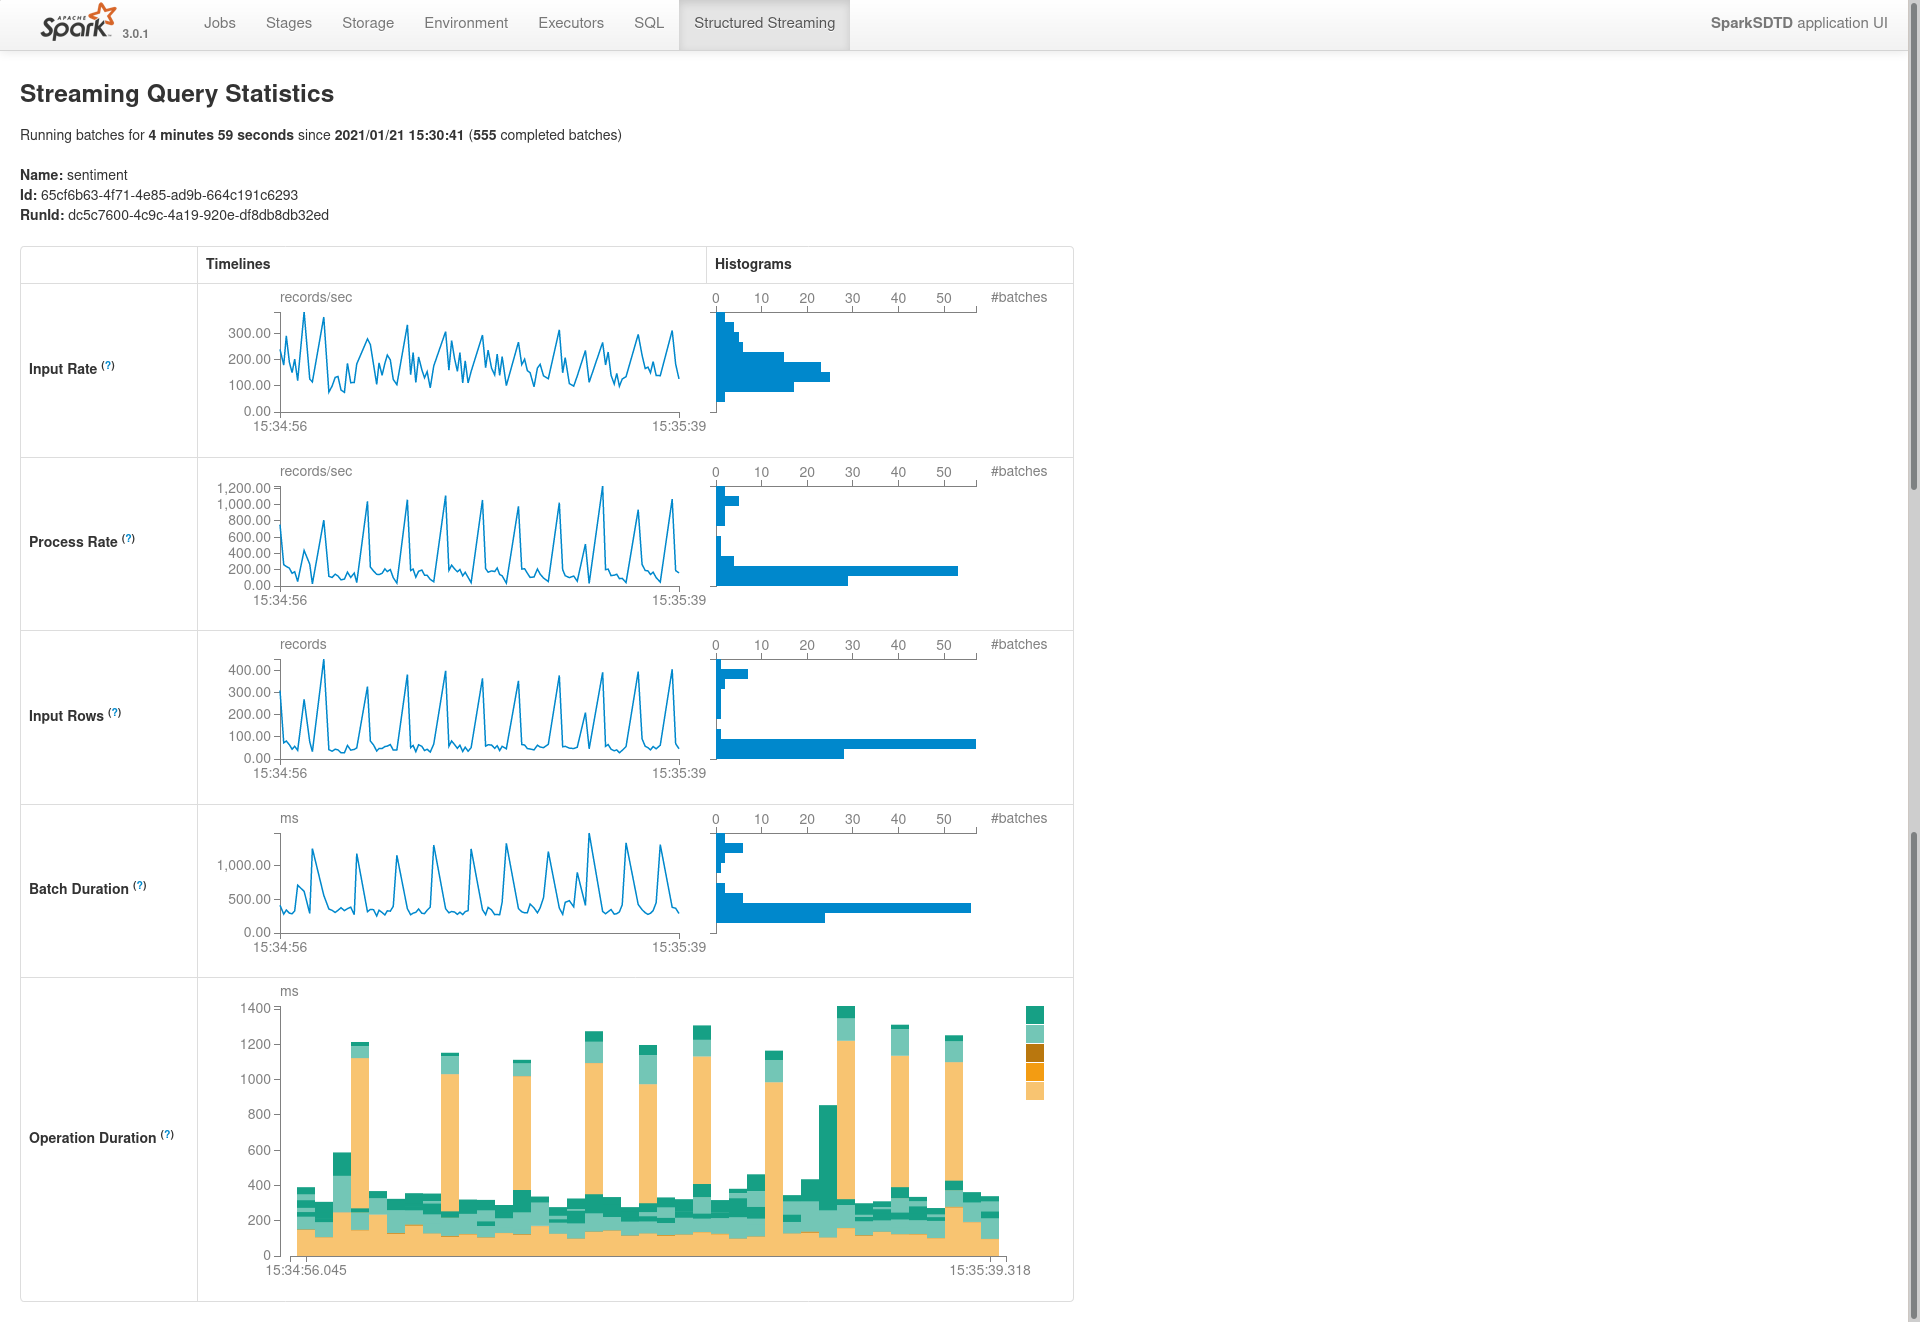 APACHE
Spark 3.0.1 Jobs Stages Storage Environment Executors SQL Structured Streaming SparkSDTD application UI
Streaming Query Statistics
Running batches for 4 minutes 59 seconds since 2021/01/21 15:30:41 (555 completed batches)
Name: sentiment
Id: 65cf6b63-4f71-4e85-ad9b-664c191c6293
RunId: dc5c7600-4c9c-4a19-920e-df8db8db32ed
Timelines Histograms
Input Rate (?)
records/sec
300.00
200.00
100.00
0.00
15:34:56 15:35:39
0 10 20 30 40 50 #batches
Process Rate (?)
records/sec
1,200.00
1,000.00
800.00
600.00
400.00
200.00
0.00
15:34:56 15:35:39
0 10 20 30 40 50 #batches
Input Rows (?)
records
400.00
300.00
200.00
100.00
0.00
15:34:56 15:35:39
0 10 20 30 40 50 #batches
Batch Duration (?)
ms
1,000.00
500.00
0.00
15:34:56 15:35:39
0 10 20 30 40 50 #batches
Operation Duration (?)
ms
1400
1200
1000
800
600
400
200
0
15:34:56.045 15:35:39.318